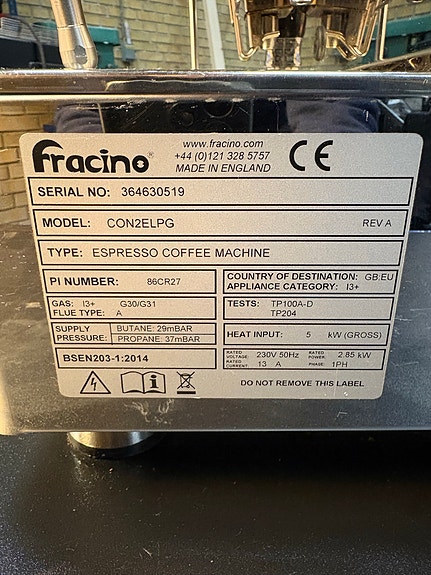 Fracino®
www.fracino.com
+44 (0)121 328 5757
MADE IN ENGLAND
CE
SERIAL NO: 364630519
MODEL: CON2ELPG REV A
TYPE: ESPRESSO COFFEE MACHINE
PI NUMBER: 86CR27
COUNTRY OF DESTINATION: GB:EU
APPLIANCE CATEGORY: I3+
GAS: I3+ G30/G31
FLUE TYPE: A
TESTS: TP100A-D
TP204
SUPPLY PRESSURE: BUTANE: 29mBAR
PROPANE: 37mBAR
HEAT INPUT: 5 kW (GROSS)
BSEN203-1:2014
RATED VOLTAGE: 230V 50Hz RATED POWER: 2.85 kW
RATED CURRENT: 13 A PHASE: 1PH
DO NOT REMOVE THIS LABEL